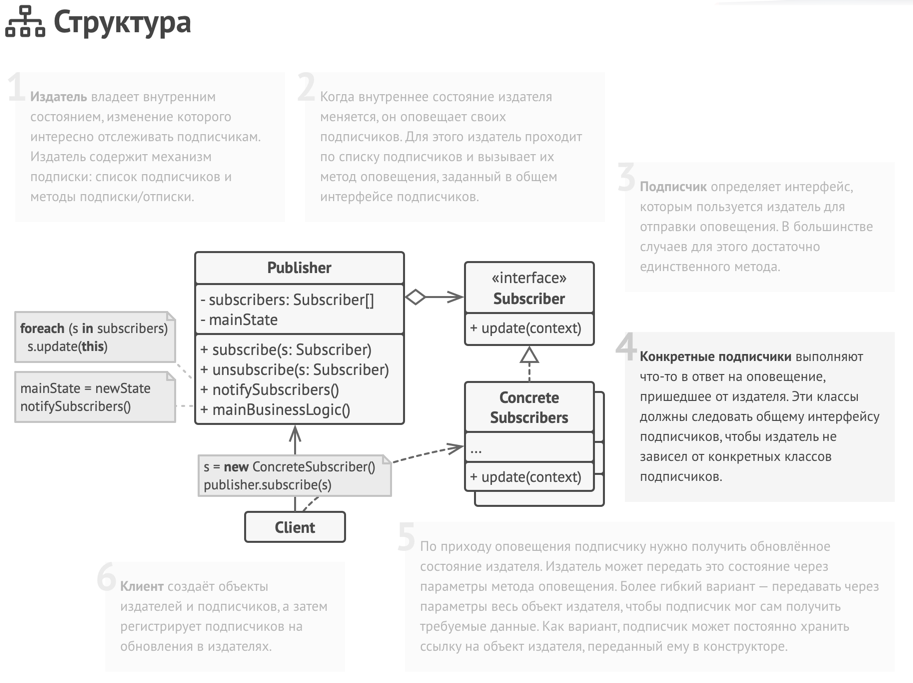 Структура
1
Издатель владеет внутренним
состоянием, изменение которого
интересно отслеживать подписчикам.
Издатель содержит механизм
подписки: список подписчиков и
методы подписки/отписки.
2
Когда внутреннее состояние издателя
меняется, он оповещает своих
подписчиков. Для этого издатель проходит
по списку подписчиков и вызывает их
метод оповещения, заданный в общем
интерфейсе подписчиков.
3
Подписчик определяет интерфейс,
которым пользуется издатель для
отправки оповещения. В большинстве
случаев для этого достаточно
единственного метода.
Publisher
- subscribers: Subscriber[]
- mainState
+ subscribe(s: Subscriber)
+ unsubscribe(s: Subscriber)
+ notifySubscribers()
+ mainBusinessLogic()
«interface»
Subscriber
+ update(context)
foreach (s in subscribers)
s.update(this)
mainState = newState
notifySubscribers()
4
Конкретные подписчики выполняют
что-то в ответ на оповещение,
пришедшее от издателя. Эти классы
должны следовать общему интерфейсу
подписчиков, чтобы издатель не
зависел от конкретных классов
подписчиков.
Concrete
Subscribers
...
+ update(context)
s = new ConcreteSubscriber()
publisher.subscribe(s)
Client
5
По приходу оповещения подписчику нужно получить обновлённое
состояние издателя. Издатель может передать это состояние через
параметры метода оповещения. Более гибкий вариант — передавать через
параметры весь объект издателя, чтобы подписчик мог сам получить
требуемые данные. Как вариант, подписчик может постоянно хранить
ссылку на объект издателя, переданный ему в конструкторе.
6
Клиент создаёт объекты
издателей и подписчиков, а затем
регистрирует подписчиков на
обновления в издателях.